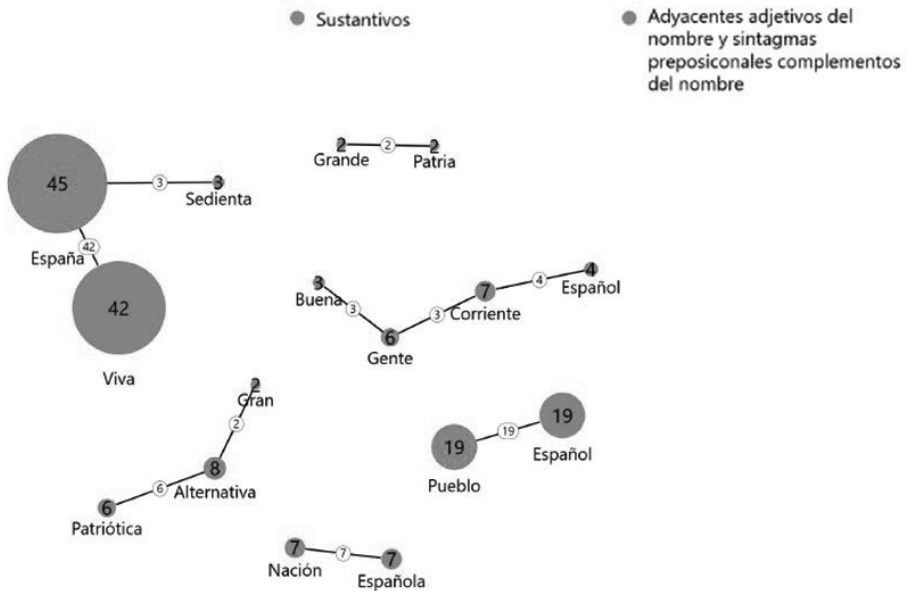 Sustantivos
Adyacentes adjetivos del
nombre y sintagmas
preposiconales complementos
del nombre
2 2 2
Grande Patria
45 3 3
Sedienta
España 42
42
Viva
3 3 6 3 7 4 4
Buena
Gente
Corriente
Español
2
Gran
2
8
Alternativa
6
6
Patriótica
19 19 19
Pueblo
Español
7 7 7
Nación
Española